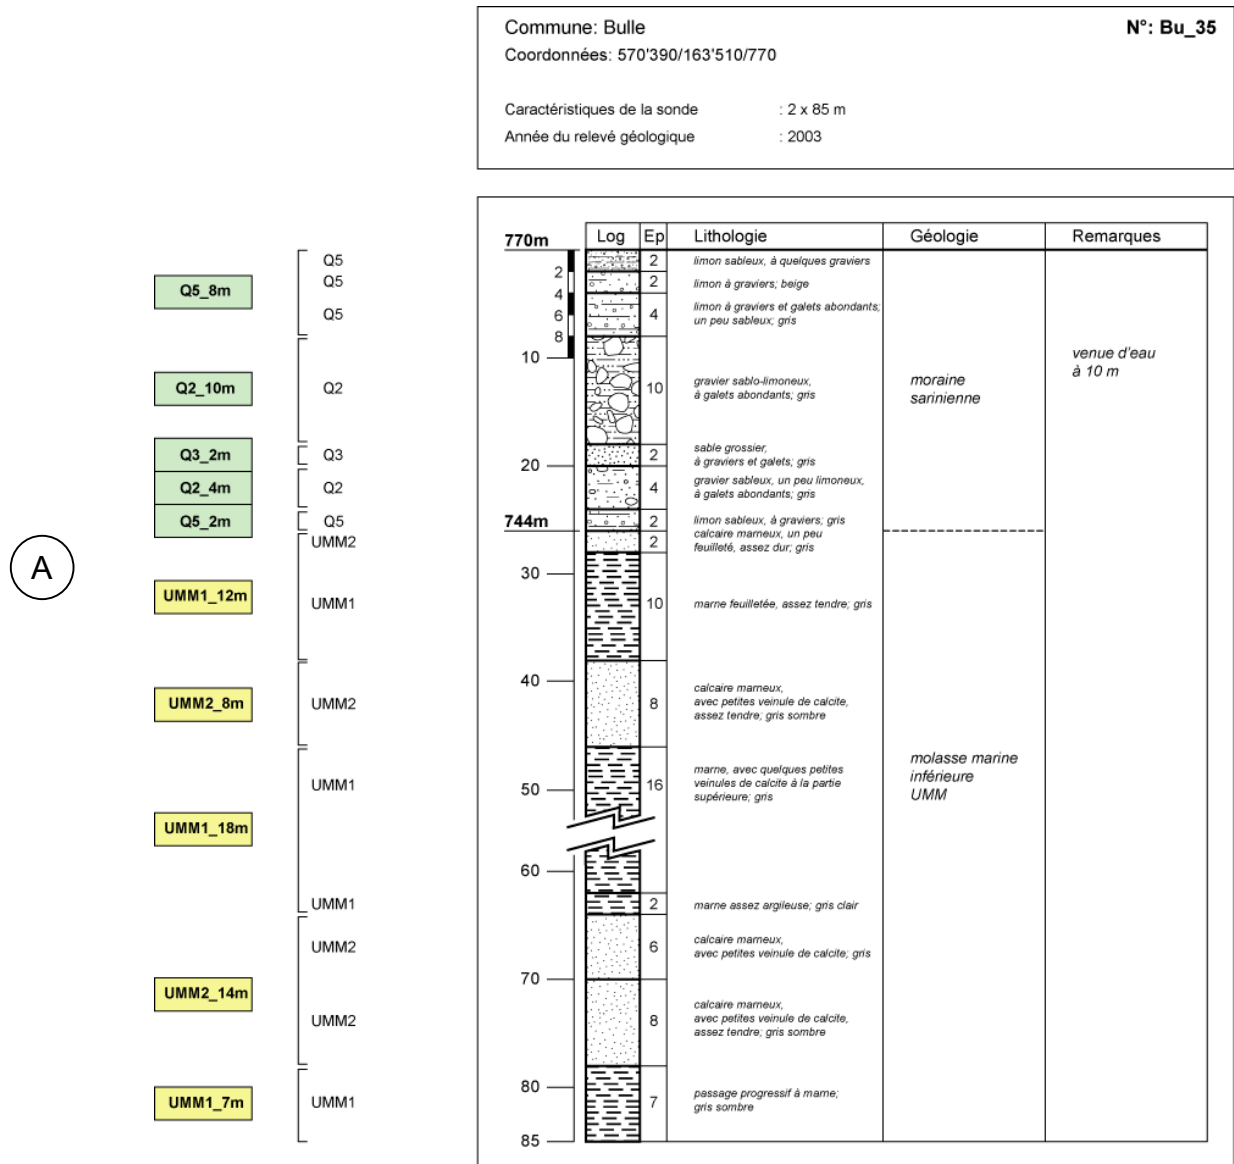 Commune: Bulle
N°: Bu_35
Coordonnées: 570'390/163'510/770
Caractéristiques de la sonde : 2 x 85 m
Année du relevé géologique : 2003
770m
Log
Ep
Lithologie
Géologie
Remarques
Q5
2
limon sableux, à quelques graviers
Q5_8m
Q5
2
2
limon à graviers; beige
4
Q5
6
4
limon à graviers et galets abondants;
un peu sableux; gris
8
10
venue d'eau
à 10 m
Q2_10m
Q2
10
gravier sablo-limoneux,
à galets abondants; gris
moraine
sarinienne
Q3_2m
Q3
2
sable grossier,
à graviers et galets; gris
20
Q2_4m
Q2
4
gravier sableux, un peu limoneux,
à galets abondants; gris
Q5_2m
Q5
744m
2
limon sableux, à graviers; gris
UMM2
2
calcaire marneux, un peu
feuilleté, assez dur; gris
A
30
UMM1_12m
UMM1
10
marne feuilletée, assez tendre; gris
40
UMM2_8m
UMM2
8
calcaire marneux,
avec petites veinule de calcite,
assez tendre; gris sombre
UMM1
50
16
marne, avec quelques petites
veinules de calcite à la partie
supérieure; gris
molasse marine
inférieure
UMM
UMM1_18m
60
UMM1
2
marne assez argileuse; gris clair
UMM2
6
calcaire marneux,
avec petites veinule de calcite; gris
70
UMM2_14m
UMM2
8
calcaire marneux,
avec petites veinule de calcite,
assez tendre; gris sombre
80
UMM1_7m
UMM1
7
passage progressif à marne;
gris sombre
85